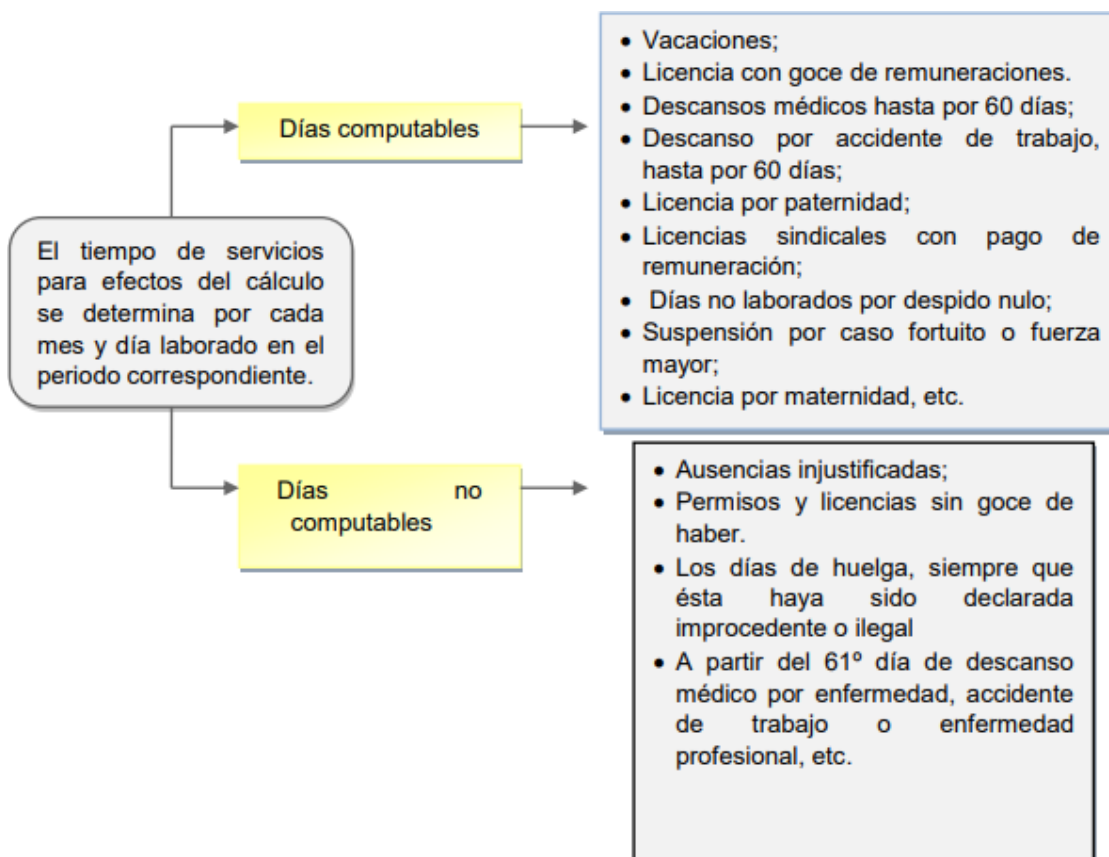 El tiempo de servicios
para efectos del cálculo
se determina por cada
mes y día laborado en el
periodo correspondiente.
Días computables
• Vacaciones;
• Licencia con goce de remuneraciones.
• Descansos médicos hasta por 60 días;
• Descanso por accidente de trabajo,
hasta por 60 días;
• Licencia por paternidad;
• Licencias sindicales con pago de
remuneración;
• Días no laborados por despido nulo;
• Suspensión por caso fortuito o fuerza
mayor;
• Licencia por maternidad, etc.
Días no
computables
• Ausencias injustificadas;
• Permisos y licencias sin goce de
haber.
• Los días de huelga, siempre que
ésta haya sido declarada
improcedente o ilegal
• A partir del 61º día de descanso
médico por enfermedad, accidente
de trabajo o enfermedad
profesional, etc.